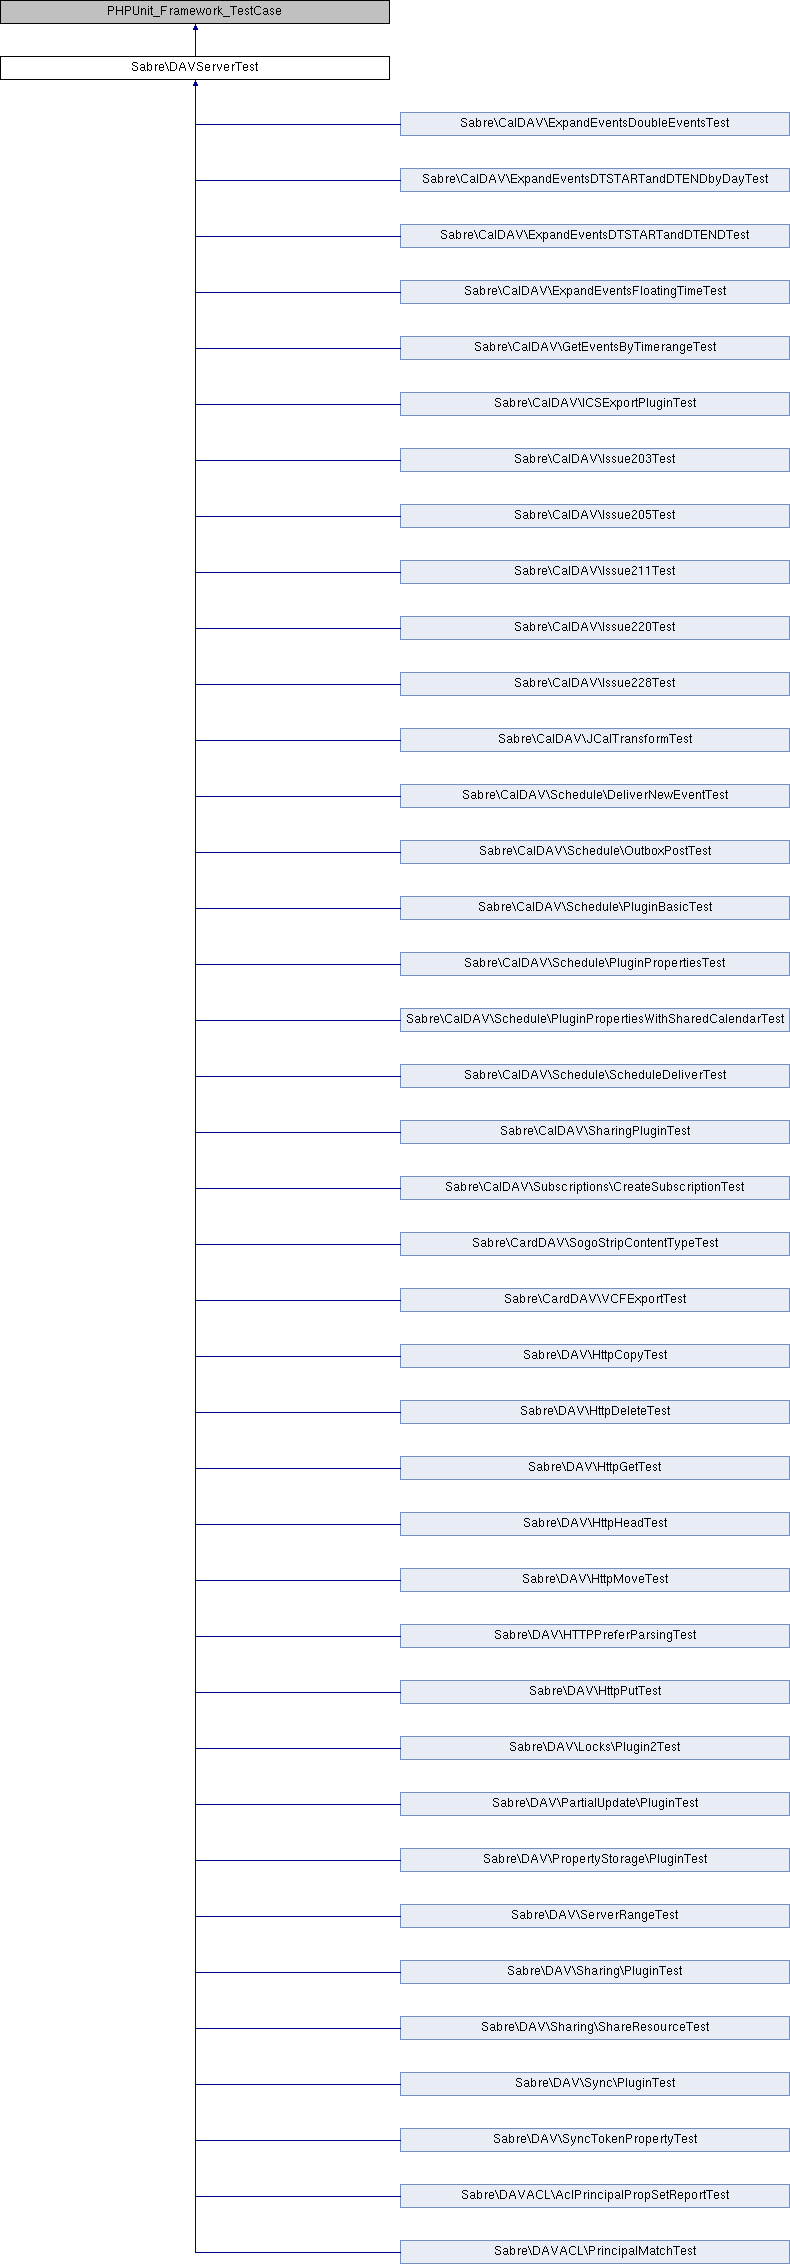 PHPUnit_Framework_TestCase
Sabre\DAVServerTest
Sabre\CalDAV\ExpandEventsDoubleEventsTest
Sabre\CalDAV\ExpandEventsDTSTARTandDTENDbyDayTest
Sabre\CalDAV\ExpandEventsDTSTARTandDTENDTest
Sabre\CalDAV\ExpandEventsFloatingTimeTest
Sabre\CalDAV\GetEventsByTimerangeTest
Sabre\CalDAV\ICSExportPluginTest
Sabre\CalDAV\Issue203Test
Sabre\CalDAV\Issue205Test
Sabre\CalDAV\Issue211Test
Sabre\CalDAV\Issue220Test
Sabre\CalDAV\Issue228Test
Sabre\CalDAV\JCalTransformTest
Sabre\CalDAV\Schedule\DeliverNewEventTest
Sabre\CalDAV\Schedule\OutboxPostTest
Sabre\CalDAV\Schedule\PluginBasicTest
Sabre\CalDAV\Schedule\PluginPropertiesTest
Sabre\CalDAV\Schedule\PluginPropertiesWithSharedCalendarTest
Sabre\CalDAV\Schedule\ScheduleDeliverTest
Sabre\CalDAV\SharingPluginTest
Sabre\CalDAV\Subscriptions\CreateSubscriptionTest
Sabre\CardDAV\SogoStripContentTypeTest
Sabre\CardDAV\VCFExportTest
Sabre\DAV\HttpCopyTest
Sabre\DAV\HttpDeleteTest
Sabre\DAV\HttpGetTest
Sabre\DAV\HttpHeadTest
Sabre\DAV\HttpMoveTest
Sabre\DAV\HTTPPreferParsingTest
Sabre\DAV\HttpPutTest
Sabre\DAV\Locks\Plugin2Test
Sabre\DAV\PartialUpdate\PluginTest
Sabre\DAV\PropertyStorage\PluginTest
Sabre\DAV\ServerRangeTest
Sabre\DAV\Sharing\PluginTest
Sabre\DAV\Sharing\ShareResourceTest
Sabre\DAV\Sync\PluginTest
Sabre\DAV\SyncTokenPropertyTest
Sabre\DAVACL\AclPrincipalPropSetReportTest
Sabre\DAVACL\PrincipalMatchTest